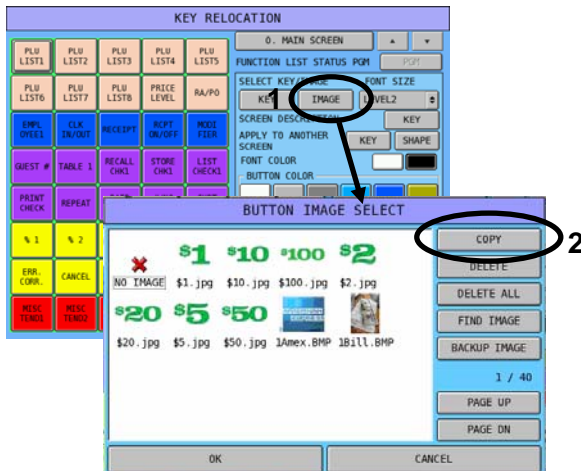 KEY RELOCATION
0. MAIN SCREEN
FUNCTION LIST STATUS PGM PGM
SELECT KEY/IMAGE FONT SIZE
1
KEY IMAGE LEVEL2
SCREEN DESCRIPTION KEY
APPLY TO ANOTHER SCREEN KEY SHAPE
FONT COLOR
BUTTON COLOR
PLU LIST1 PLU LIST2 PLU LIST3 PLU LIST4 PLU LIST5
PLU LIST6 PLU LIST7 PLU LIST8 PRICE LEVEL RA/PO
EMPL OYEE1 CLK IN/OUT RECEIPT RCPT ON/OFF MODI FIER
GUEST # TABLE 1 RECALL CHK1 STORE CHK1 LIST CHECK1
PRINT CHECK REPEAT
% 1 % 2
ERR. CORR. CANCEL
MISC TEND1 MISC TEND2
BUTTON IMAGE SELECT
$1 $10 $100 $2
NO IMAGE $1.jpg $10.jpg $100.jpg $2.jpg
$20 $5 $50
$20.jpg $5.jpg $50.jpg 1Amex.BMP 1Bill.BMP
COPY
2
DELETE
DELETE ALL
FIND IMAGE
BACKUP IMAGE
1 / 40
PAGE UP
PAGE DN
OK CANCEL